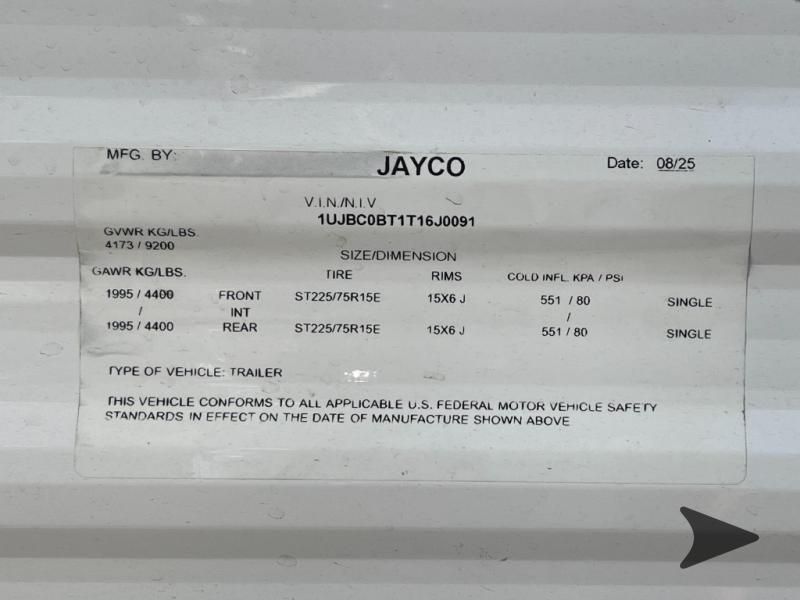 MFG. BY: JAYCO Date: 08/25
V.I.N./N.I.V
1UJBC0BT1T16J0091
GVWR KG/LBS.
4173 / 9200
SIZE/DIMENSION
GAWR KG/LBS. TIRE RIMS COLD INFL. KPA / PSI
1995 / 4400 FRONT ST225/75R15E 15X6 J 551 / 80 SINGLE
/ INT /
1995 / 4400 REAR ST225/75R15E 15X6 J 551 / 80 SINGLE
TYPE OF VEHICLE: TRAILER
THIS VEHICLE CONFORMS TO ALL APPLICABLE U.S. FEDERAL MOTOR VEHICLE SAFETY
STANDARDS IN EFFECT ON THE DATE OF MANUFACTURE SHOWN ABOVE